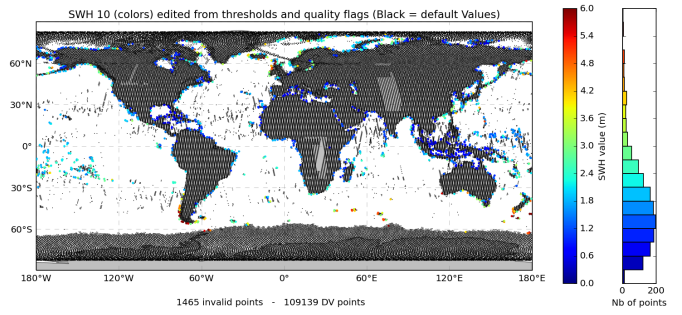 SWH 10 (colors) edited from thresholds and quality flags (Black = default Values)
60°N
30°N
0°
30°S
60°S
180°W 120°W 60°W 0° 60°E 120°E 180°E
1465 invalid points - 109139 DV points
6.0
5.4
4.8
4.2
3.6
3.0
2.4
1.8
1.2
0.6
0.0
SWH value (m)
0 200
Nb of points